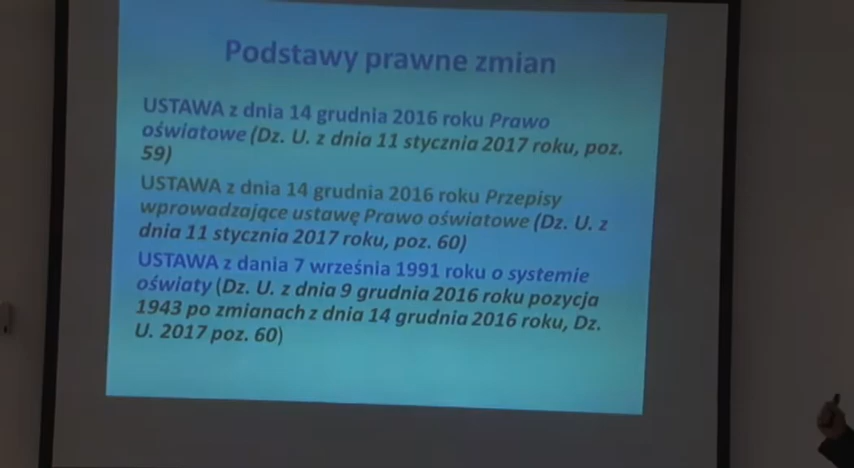 Podstawy prawne zmian
USTAWA z dnia 14 grudnia 2016 roku Prawo
oświatowe (Dz. U. z dnia 11 stycznia 2017 roku, poz.
59)
USTAWA z dnia 14 grudnia 2016 roku Przepisy
wprowadzające ustawę Prawo oświatowe (Dz. U. z
dnia 11 stycznia 2017 roku, poz. 60)
USTAWA z dania 7 września 1991 roku o systemie
oświaty (Dz. U. z dnia 9 grudnia 2016 roku pozycja
1943 po zmianach z dnia 14 grudnia 2016 roku, Dz.
U. 2017 poz. 60)